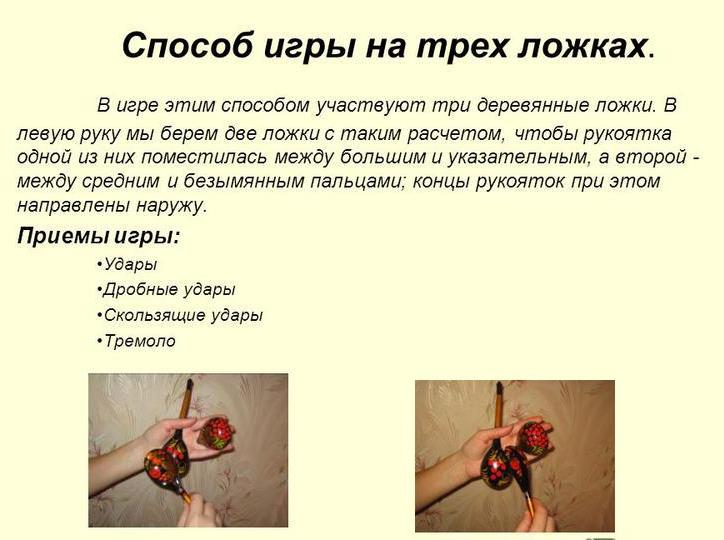 Способ игры на трех ложках.
В игре этим способом участвуют три деревянные ложки. В
левую руку мы берем две ложки с таким расчетом, чтобы рукоятка
одной из них поместилась между большим и указательным, а второй -
между средним и безымянным пальцами; концы рукояток при этом
направлены наружу.
Приемы игры:
•Удары
•Дробные удары
•Скользящие удары
•Тремоло